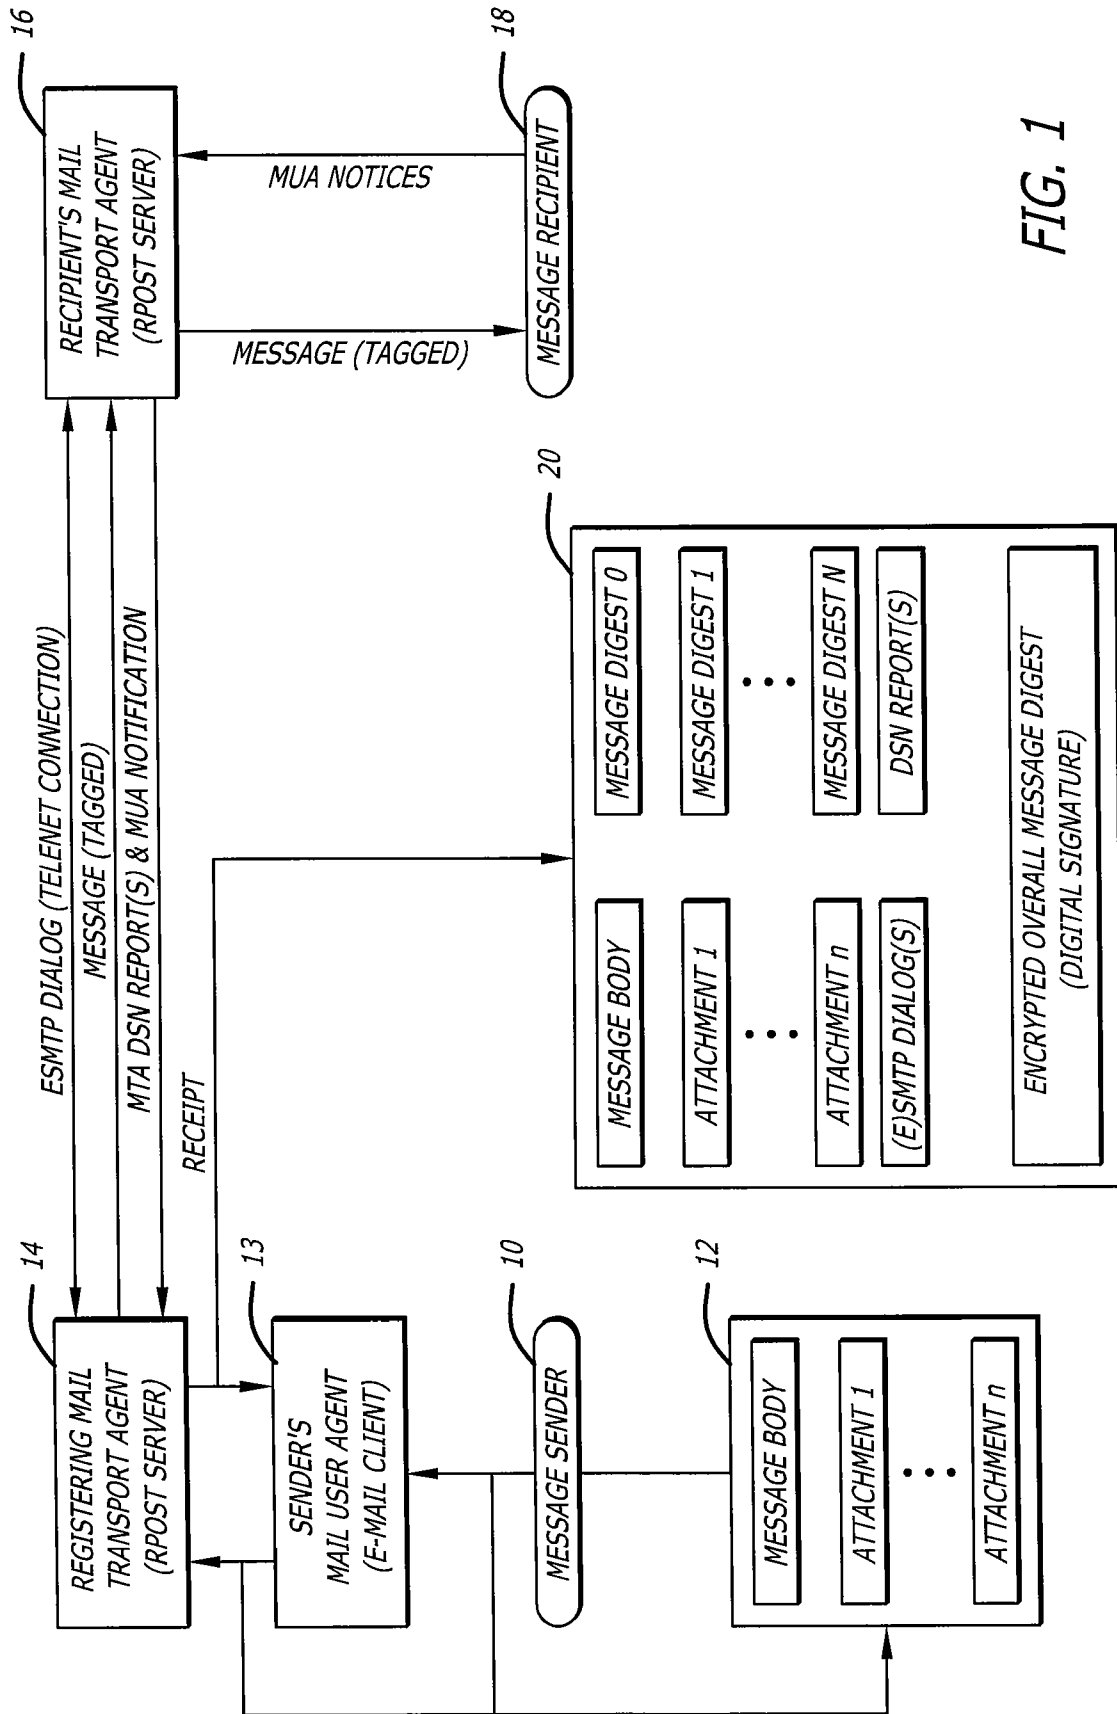 14
REGISTERING MAIL
TRANSPORT AGENT
(RPOST SERVER)
ESMTP DIALOG (TELENET CONNECTION)
MESSAGE (TAGGED)
MTA DSN REPORT(S) & MUA NOTIFICATION
16
RECIPIENT'S MAIL
TRANSPORT AGENT
(RPOST SERVER)
RECEIPT
13
SENDER'S
MAIL USER AGENT
(E-MAIL CLIENT)
MESSAGE (TAGGED)
MUA NOTICES
10
MESSAGE SENDER
18
MESSAGE RECIPIENT
12
MESSAGE BODY
ATTACHMENT 1
ATTACHMENT n
20
MESSAGE BODY
MESSAGE DIGEST 0
ATTACHMENT 1
MESSAGE DIGEST 1
ATTACHMENT n
MESSAGE DIGEST N
(E)SMTP DIALOG(S)
DSN REPORT(S)
ENCRYPTED OVERALL MESSAGE DIGEST
(DIGITAL SIGNATURE)
FIG. 1